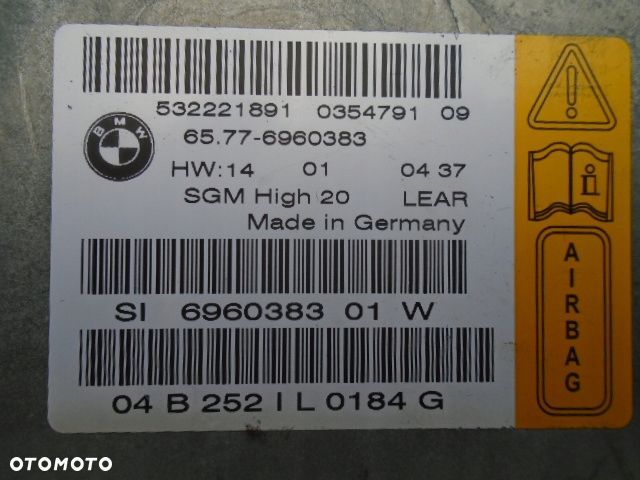 532221891 0354791 09
BMW
65.77-6960383
HW:14 01 04 37
SGM High 20 LEAR
Made in Germany
SI 6960383 01 W
04 B 252 I L 0184 G
AIRBAG
OTOMOTO